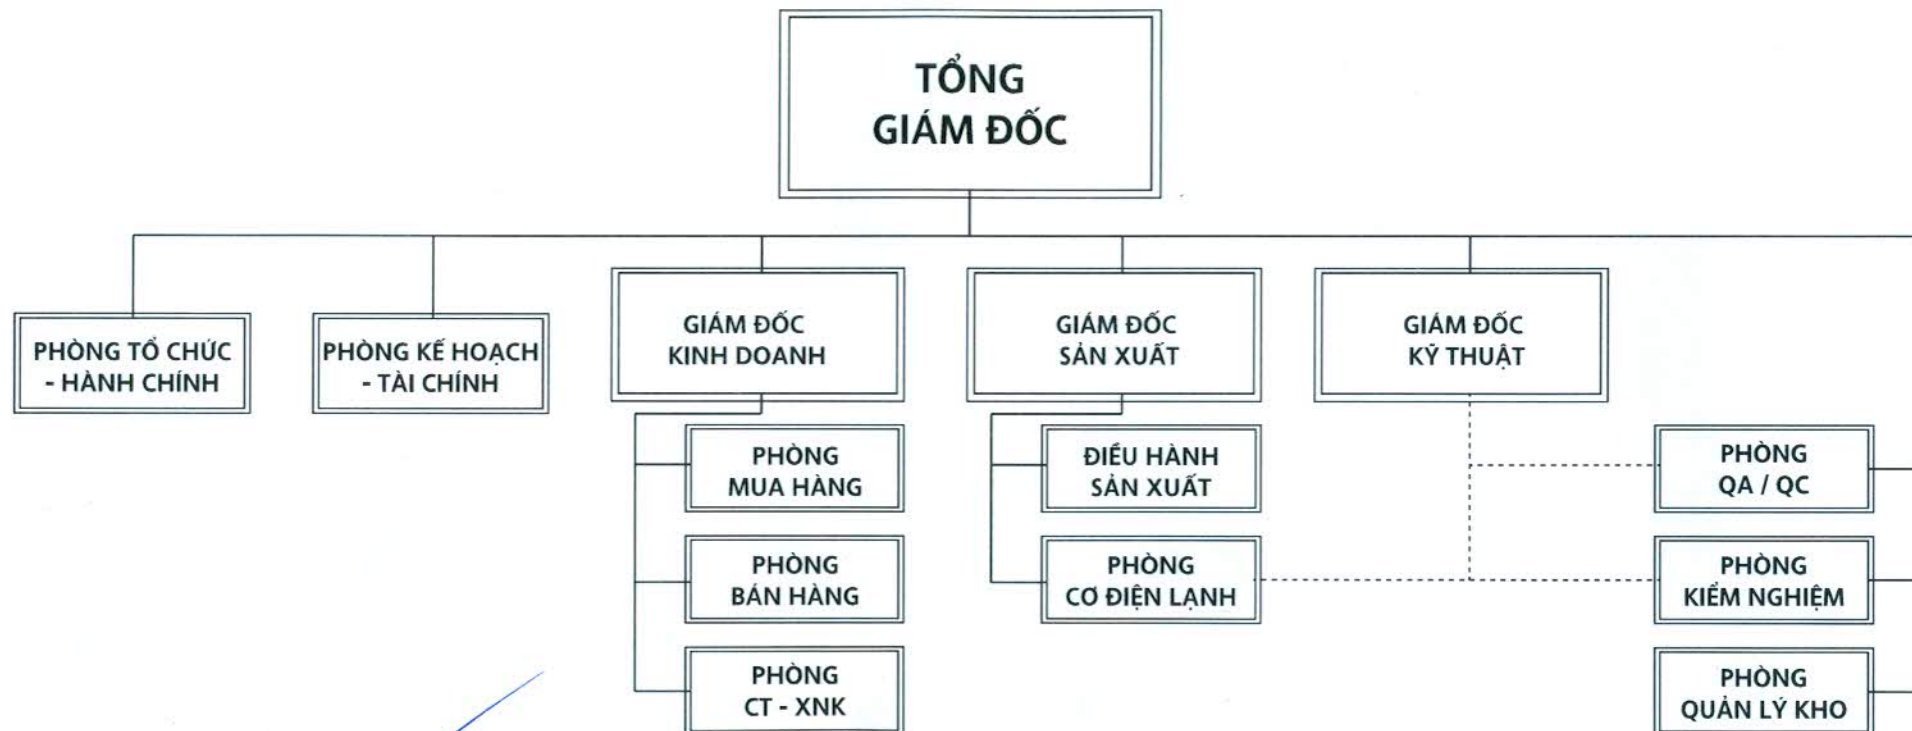 TỔNG
GIÁM ĐỐC
PHÒNG TỔ CHỨC
- HÀNH CHÍNH
PHÒNG KẾ HOẠCH
- TÀI CHÍNH
GIÁM ĐỐC
KINH DOANH
GIÁM ĐỐC
SẢN XUẤT
GIÁM ĐỐC
KỸ THUẬT
PHÒNG
MUA HÀNG
PHÒNG
BÁN HÀNG
PHÒNG
CT - XNK
ĐIỀU HÀNH
SẢN XUẤT
PHÒNG
CƠ ĐIỆN LẠNH
PHÒNG
QA / QC
PHÒNG
KIỂM NGHIỆM
PHÒNG
QUẢN LÝ KHO